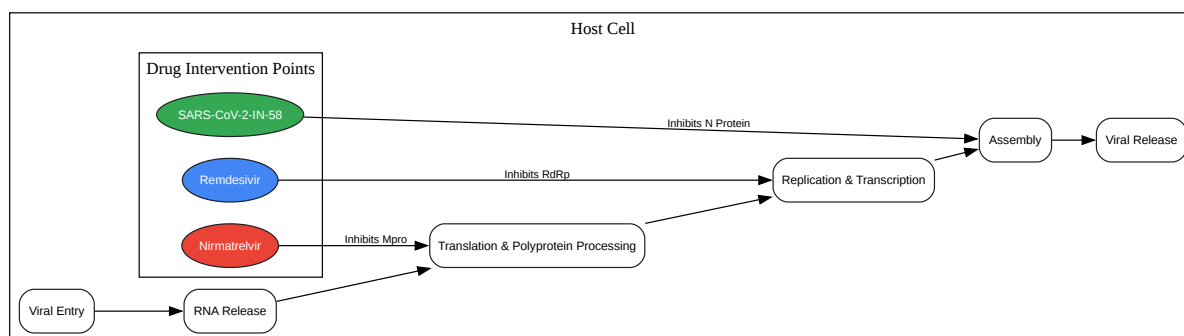 Host Cell
Drug Intervention Points
SARS-CoV-2-IN-58
Inhibits N Protein
Assembly
Viral Release
Remdesivir
Inhibits RdRp
Replication & Transcription
Nirmatrelvir
Inhibits Mpro
Translation & Polyprotein Processing
Viral Entry
RNA Release